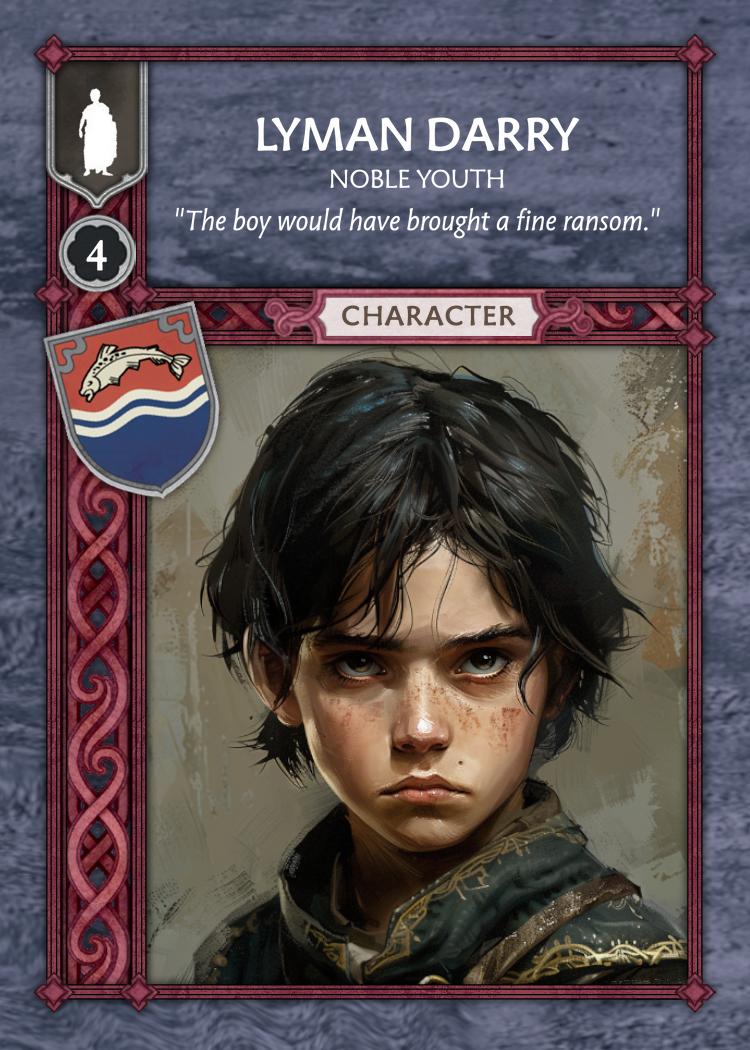 LYMAN DARRY
NOBLE YOUTH
"The boy would have brought a fine ransom."
4
CHARACTER